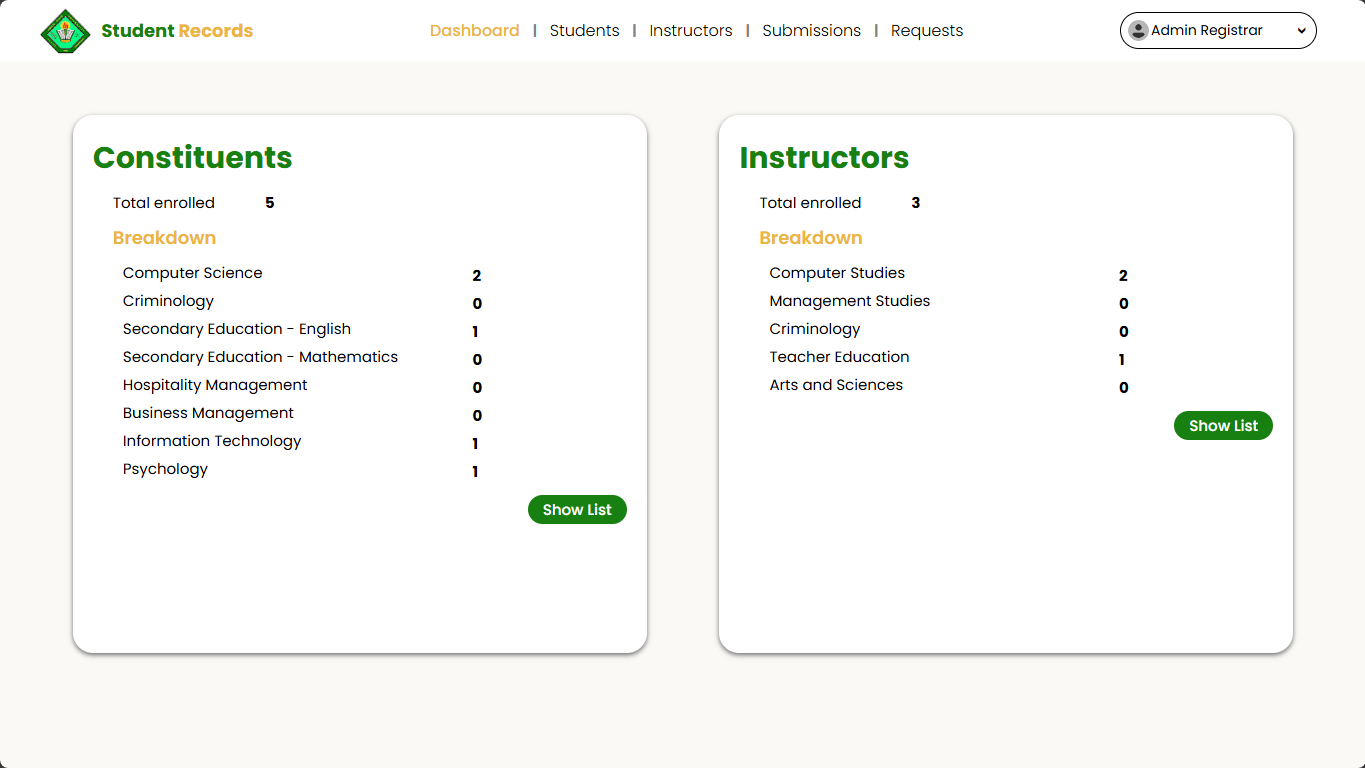 Student Records
Dashboard | Students | Instructors | Submissions | Requests
Admin Registrar
Constituents
Total enrolled 5
Breakdown
Computer Science 2
Criminology 0
Secondary Education - English 1
Secondary Education - Mathematics 0
Hospitality Management 0
Business Management 0
Information Technology 1
Psychology 1
Show List
Instructors
Total enrolled 3
Breakdown
Computer Studies 2
Management Studies 0
Criminology 0
Teacher Education 1
Arts and Sciences 0
Show List